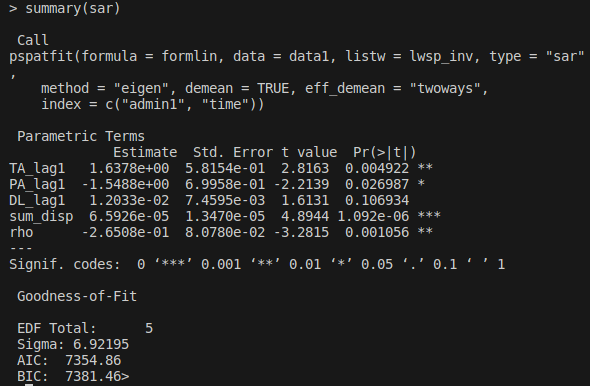 > summary(sar)
 Call
pspatfit(formula = formlin, data = data1, listw = lwsp_inv, type = "sar"
,
    method = "eigen", demean = TRUE, eff_demean = "twoways",
    index = c("admin1", "time"))
 Parametric Terms
            Estimate  Std. Error t value  Pr(>|t|)
TA_lag1   1.6378e+00  5.8154e-01  2.8163  0.004922 **
PA_lag1  -1.5488e+00  6.9958e-01 -2.2139  0.026987 *
DL_lag1   1.2033e-02  7.4595e-03  1.6131  0.106934
sum_disp  6.5926e-05  1.3470e-05  4.8944 1.092e-06 ***
rho      -2.6508e-01  8.0780e-02 -3.2815  0.001056 **
---
Signif. codes:  0 ‘***’ 0.001 ‘**’ 0.01 ‘*’ 0.05 ‘.’ 0.1 ‘ ’ 1
 Goodness-of-Fit
 EDF Total:      5
 Sigma: 6.92195
 AIC:  7354.86
 BIC:  7381.46>